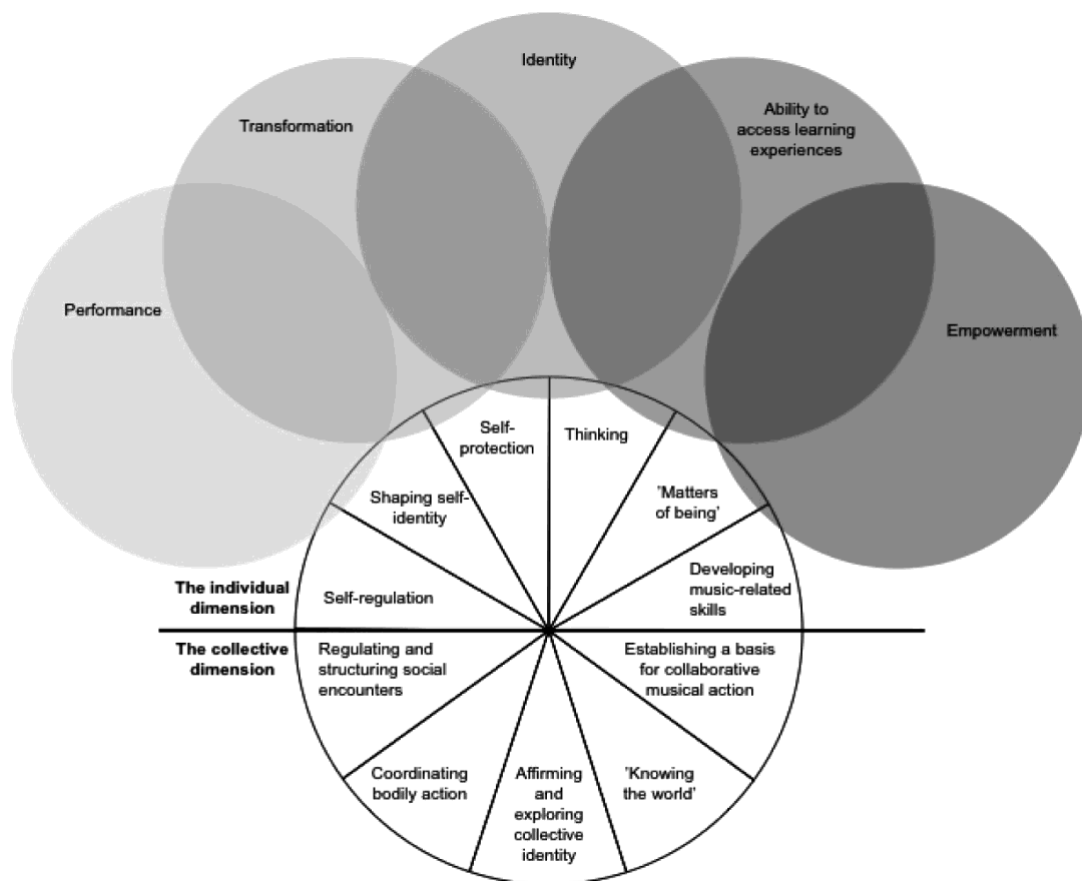 Identity
Transformation
Ability to
access learning
experiences
Performance
Empowerment
Self-
protection
Thinking
Shaping self-
identity
'Matters
of being'
The individual
dimension
Self-regulation
Developing
music-related
skills
The collective
dimension
Regulating and
structuring social
encounters
Establishing a basis
for collaborative
musical action
Coordinating
bodily action
Affirming
and
exploring
collective
identity
'Knowing
the world'